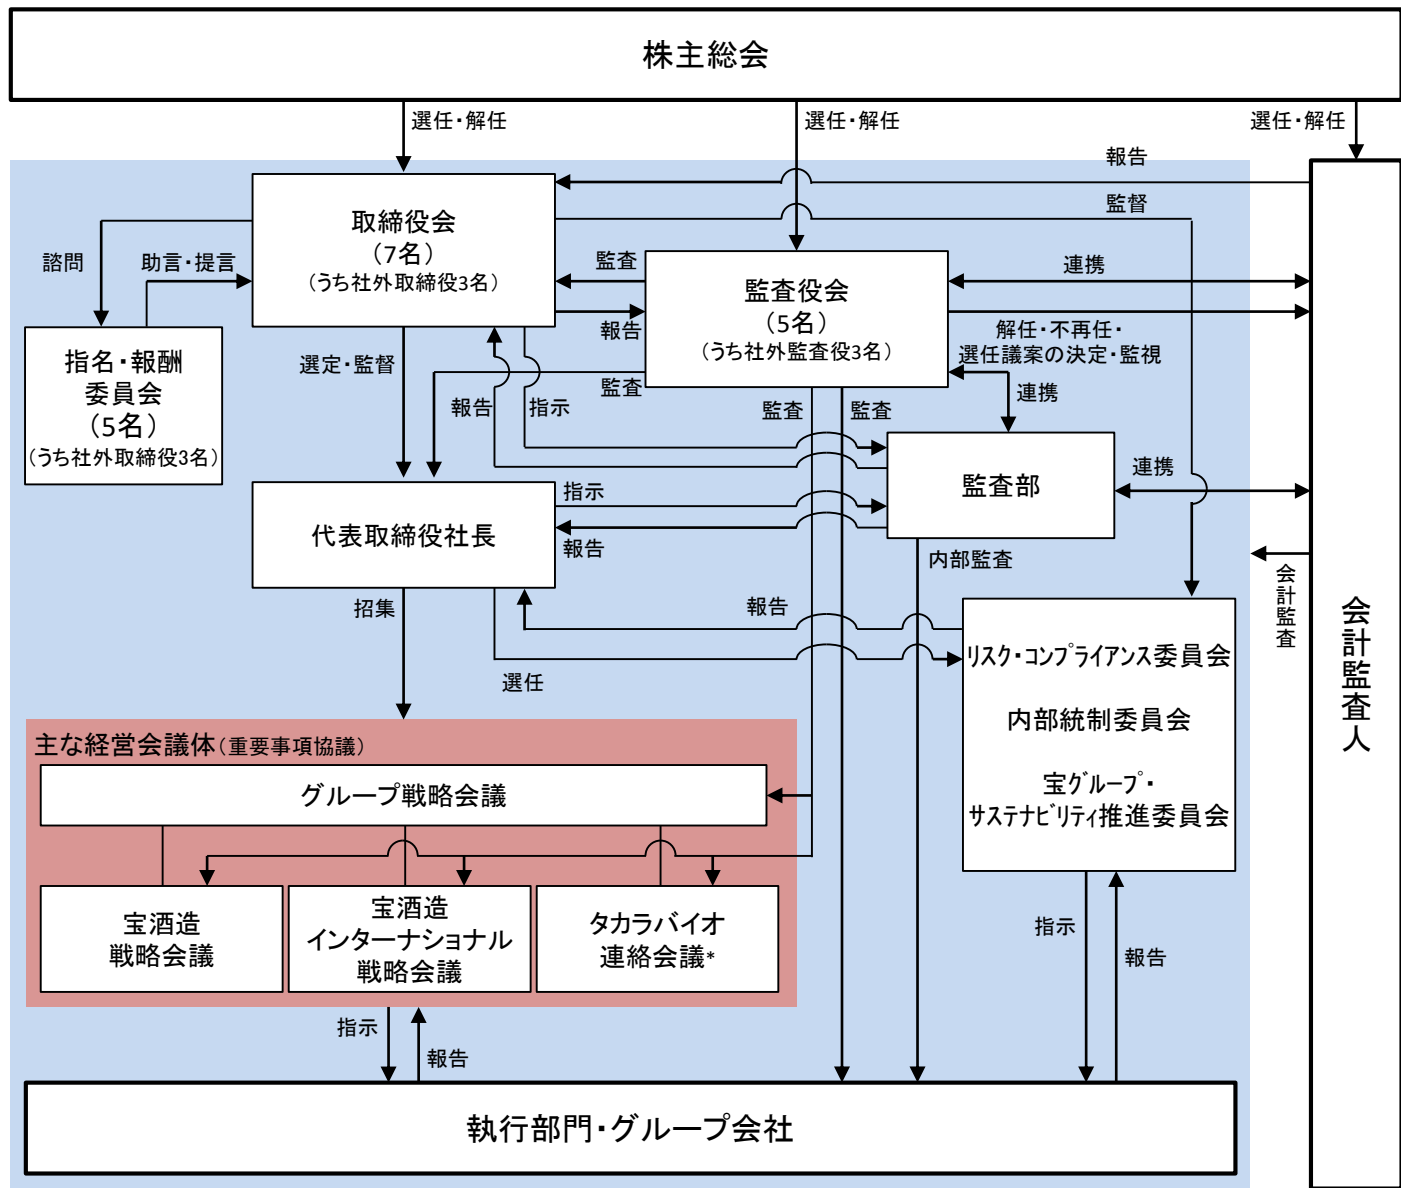 株主総会
選任・解任
選任・解任
選任・解任
報告
監督
取締役会
(7名)
(うち社外取締役3名)
諮問
助言・提言
監査
報告
監査役会
(5名)
(うち社外監査役3名)
連携
解任・不再任・
選任議案の決定・監視
指名・報酬
委員会
(5名)
(うち社外取締役3名)
選定・監督
報告
指示
監査
監査
監査
連携
監査部
連携
代表取締役社長
指示
報告
内部監査
会計監査
会計監査人
招集
選任
報告
リスク・コンプライアンス委員会
内部統制委員会
宝グループ・
サステナビリティ推進委員会
主な経営会議体(重要事項協議)
グループ戦略会議
宝酒造
戦略会議
宝酒造
インターナショナル
戦略会議
タカラバイオ
連絡会議*
指示
報告
指示
報告
執行部門・グループ会社